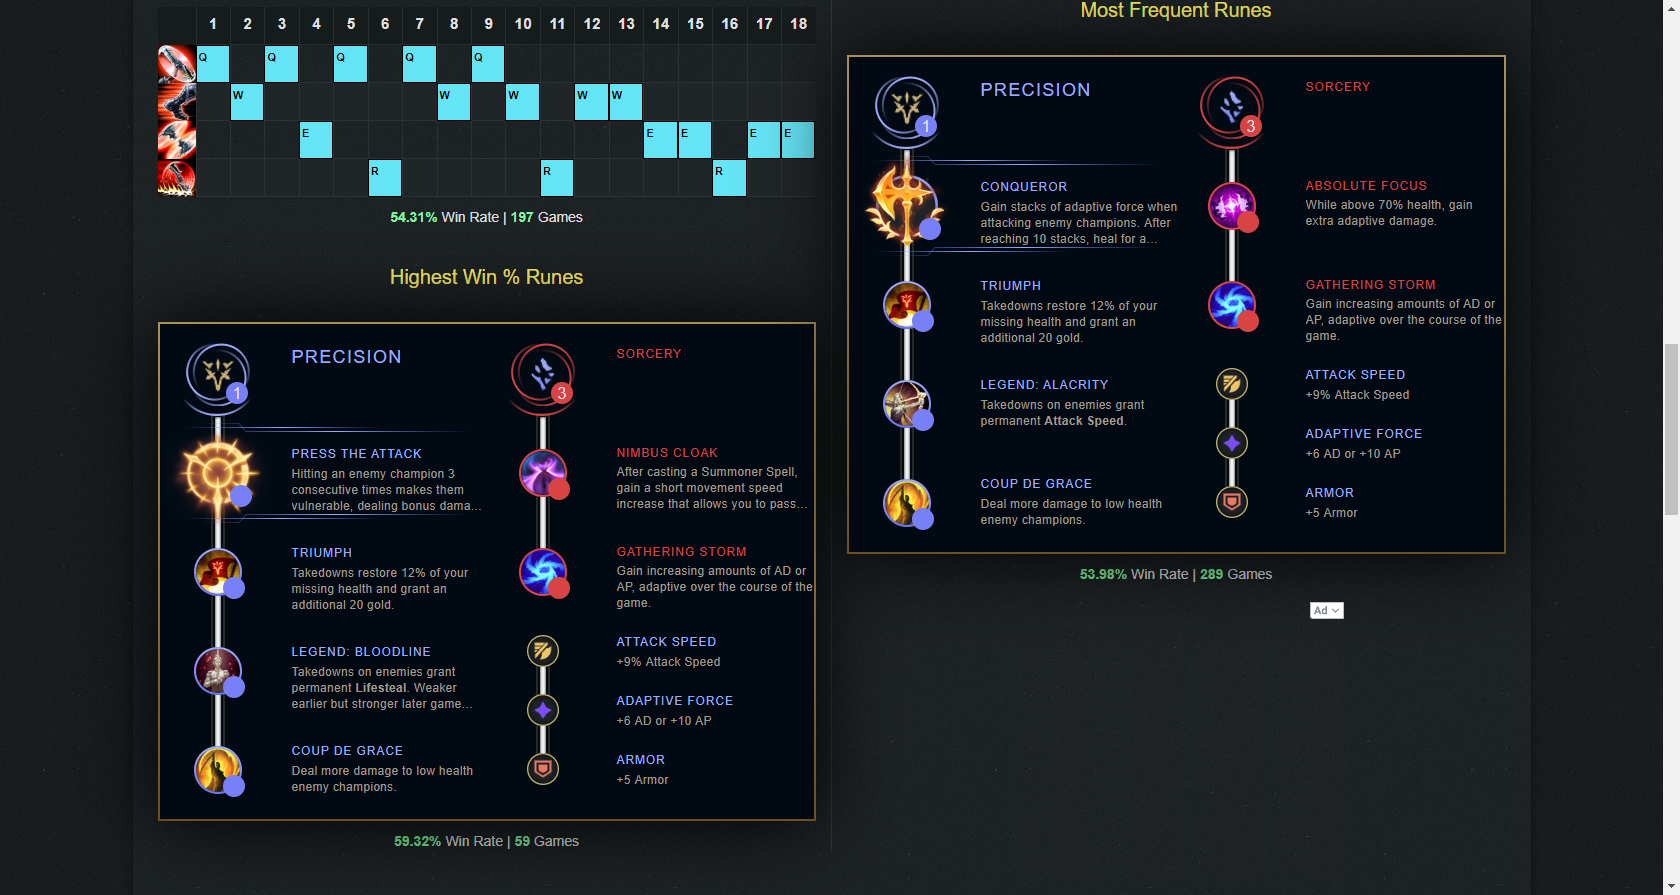 1 2 3 4 5 6 7 8 9 10 11 12 13 14 15 16 17 18
Q Q Q Q Q
W W W W W
E E E E E
R R R
54.31% Win Rate | 197 Games
Highest Win % Runes
PRECISION
1
PRESS THE ATTACK
Hitting an enemy champion 3
consecutive times makes them
vulnerable, dealing bonus dama...
TRIUMPH
Takedowns restore 12% of your
missing health and grant an
additional 20 gold.
LEGEND: BLOODLINE
Takedowns on enemies grant
permanent Lifesteal. Weaker
earlier but stronger later game...
COUP DE GRACE
Deal more damage to low health
enemy champions.
SORCERY
3
NIMBUS CLOAK
After casting a Summoner Spell,
gain a short movement speed
increase that allows you to pass...
GATHERING STORM
Gain increasing amounts of AD or
AP, adaptive over the course of the
game.
ATTACK SPEED
+9% Attack Speed
ADAPTIVE FORCE
+6 AD or +10 AP
ARMOR
+5 Armor
59.32% Win Rate | 59 Games
Most Frequent Runes
PRECISION
1
CONQUEROR
Gain stacks of adaptive force when
attacking enemy champions. After
reaching 10 stacks, heal for a...
TRIUMPH
Takedowns restore 12% of your
missing health and grant an
additional 20 gold.
LEGEND: ALACRITY
Takedowns on enemies grant
permanent Attack Speed.
COUP DE GRACE
Deal more damage to low health
enemy champions.
SORCERY
3
ABSOLUTE FOCUS
While above 70% health, gain
extra adaptive damage.
GATHERING STORM
Gain increasing amounts of AD or
AP, adaptive over the course of the
game.
ATTACK SPEED
+9% Attack Speed
ADAPTIVE FORCE
+6 AD or +10 AP
ARMOR
+5 Armor
53.98% Win Rate | 289 Games
Ad